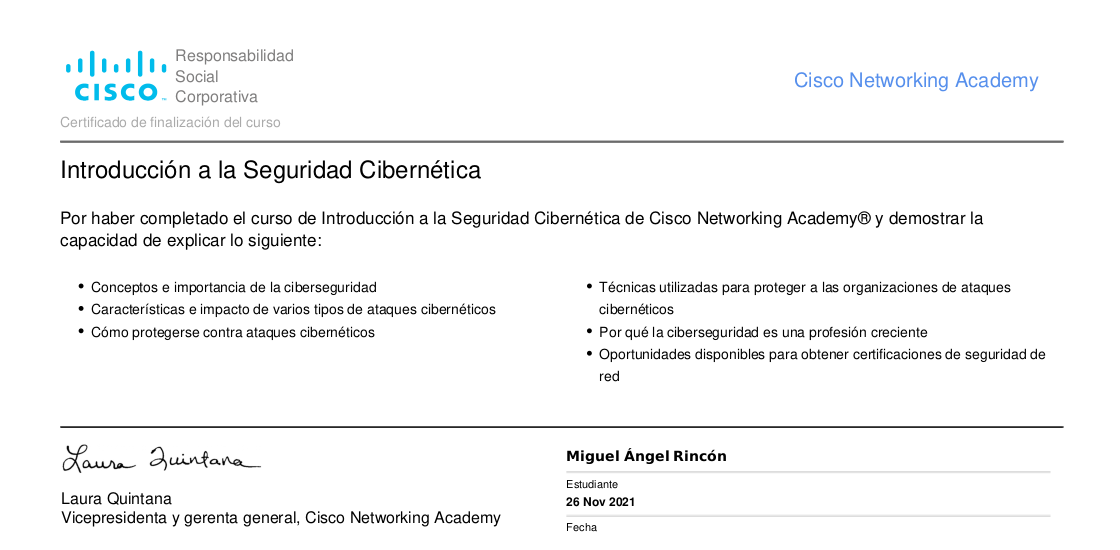 CISCO
Responsabilidad
Social
Corporativa
Cisco Networking Academy
Certificado de finalización del curso
Introducción a la Seguridad Cibernética
Por haber completado el curso de Introducción a la Seguridad Cibernética de Cisco Networking Academy® y demostrar la
capacidad de explicar lo siguiente:
• Conceptos e importancia de la ciberseguridad
• Características e impacto de varios tipos de ataques cibernéticos
• Cómo protegerse contra ataques cibernéticos
• Técnicas utilizadas para proteger a las organizaciones de ataques
cibernéticos
• Por qué la ciberseguridad es una profesión creciente
• Oportunidades disponibles para obtener certificaciones de seguridad de
red
Laura Quintana
Laura Quintana
Vicepresidenta y gerenta general, Cisco Networking Academy
Miguel Ángel Rincón
Estudiante
26 Nov 2021
Fecha